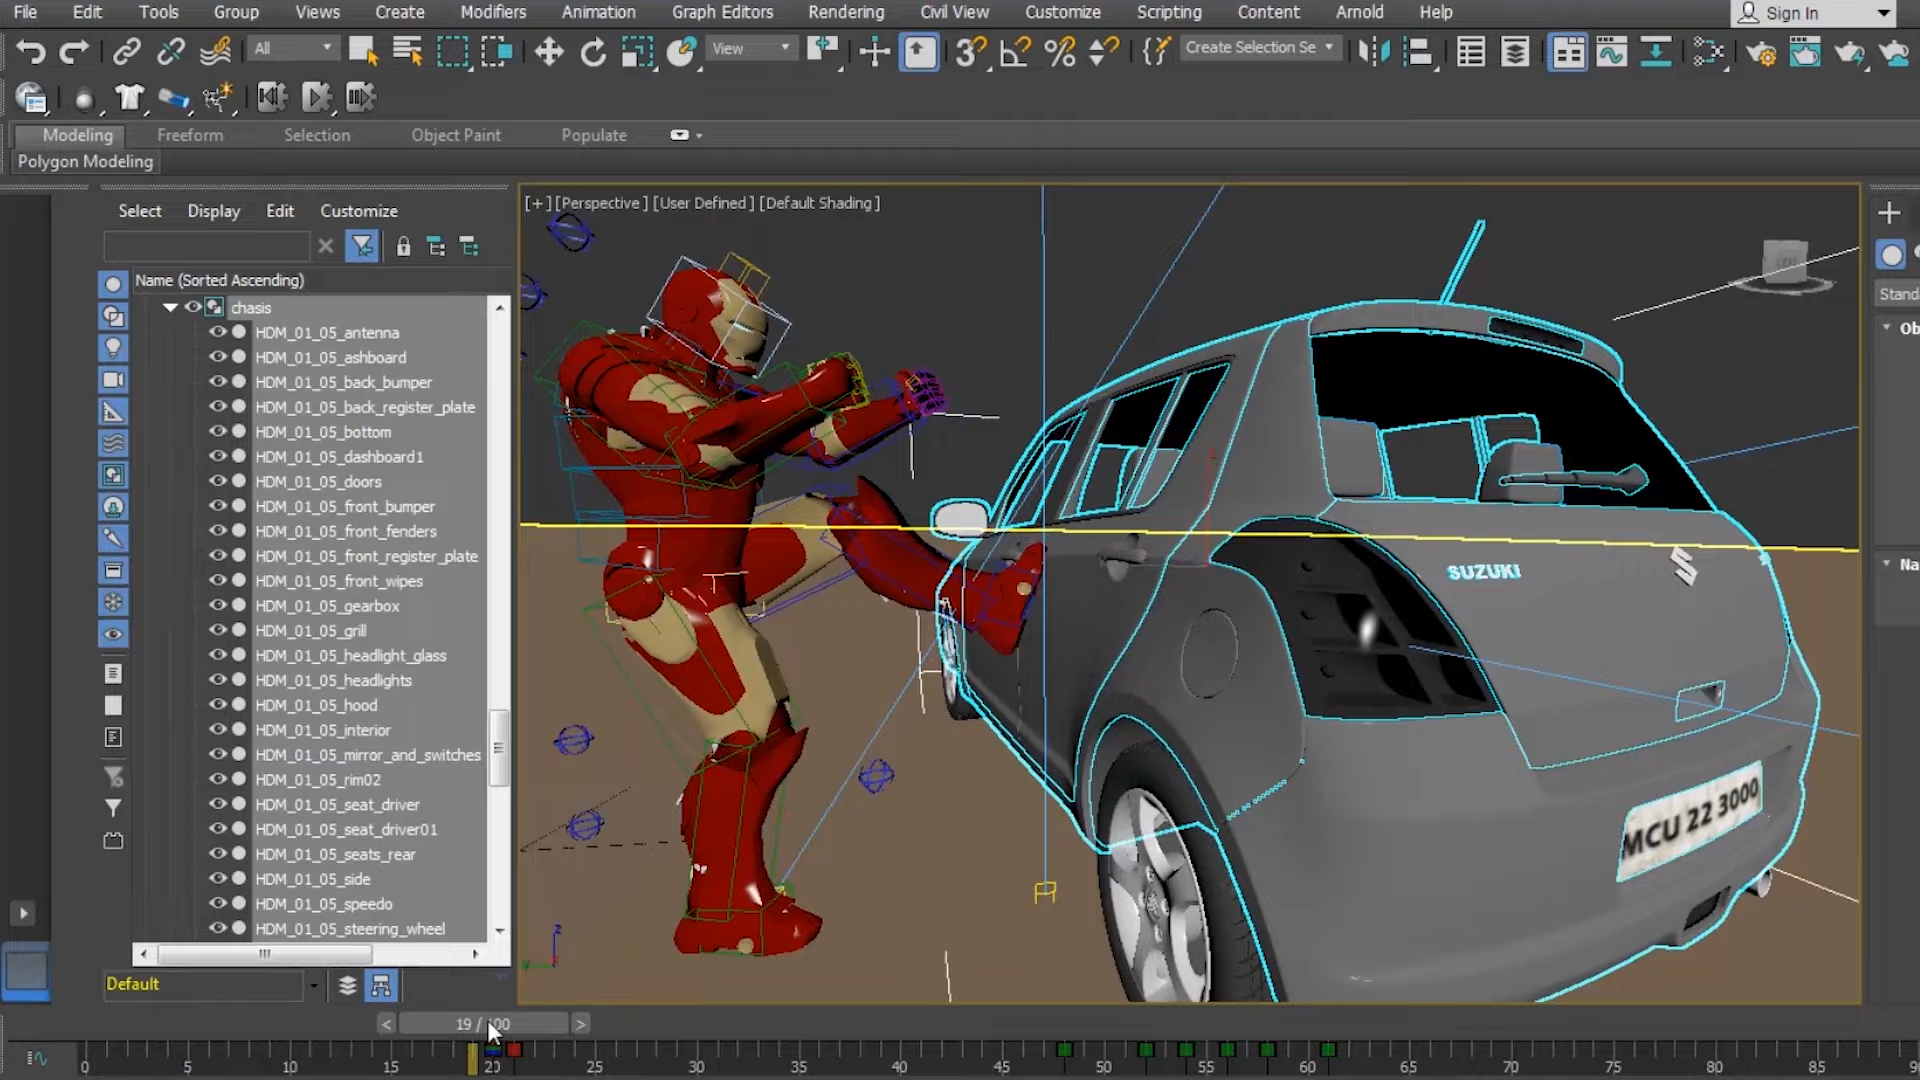 File Edit Tools Group Views Create Modifiers Animation Graph Editors Rendering Civil View Customize Scripting Content Arnold Help Sign In
All View Create Selection Se
Modeling Freeform Selection Object Paint Populate
Polygon Modeling
Select Display Edit Customize
Name (Sorted Ascending)
chasis
HDM_01_05_antenna
HDM_01_05_ashboard
HDM_01_05_back_bumper
HDM_01_05_back_register_plate
HDM_01_05_bottom
HDM_01_05_dashboard1
HDM_01_05_doors
HDM_01_05_front_bumper
HDM_01_05_front_fenders
HDM_01_05_front_register_plate
HDM_01_05_front_wipes
HDM_01_05_gearbox
HDM_01_05_grill
HDM_01_05_headlight_glass
HDM_01_05_headlights
HDM_01_05_hood
HDM_01_05_interior
HDM_01_05_mirror_and_switches
HDM_01_05_rim02
HDM_01_05_seat_driver
HDM_01_05_seat_driver01
HDM_01_05_seats_rear
HDM_01_05_side
HDM_01_05_speedo
HDM_01_05_steering_wheel
Default
[+] [Perspective] [User Defined] [Default Shading]
LEFT
SUZUKI
MCU 22 3000
z
Stand
Ob
Na
< 19 / 100 >
0 5 10 15 20 25 30 35 40 45 50 55 60 65 70 75 80 85 9